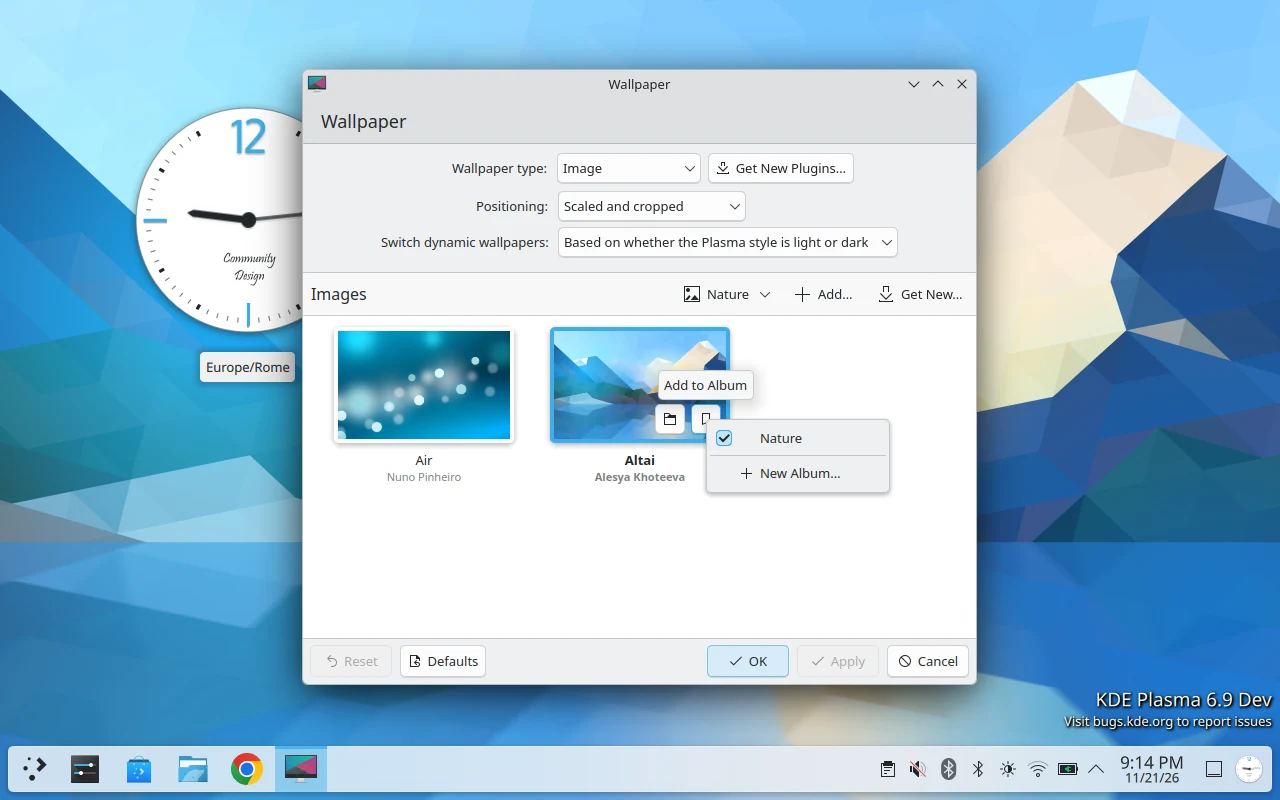 12
Community
Design
Europe/Rome
Wallpaper
Wallpaper
Wallpaper type:
Image
Get New Plugins...
Positioning:
Scaled and cropped
Switch dynamic wallpapers:
Based on whether the Plasma style is light or dark
Images
Nature
Add...
Get New...
Add to Album
Nature
New Album...
Air
Nuno Pinheiro
Altai
Alesya Khoteeva
Reset
Defaults
OK
Apply
Cancel
KDE Plasma 6.9 Dev
Visit bugs.kde.org to report issues
9:14 PM
11/21/26